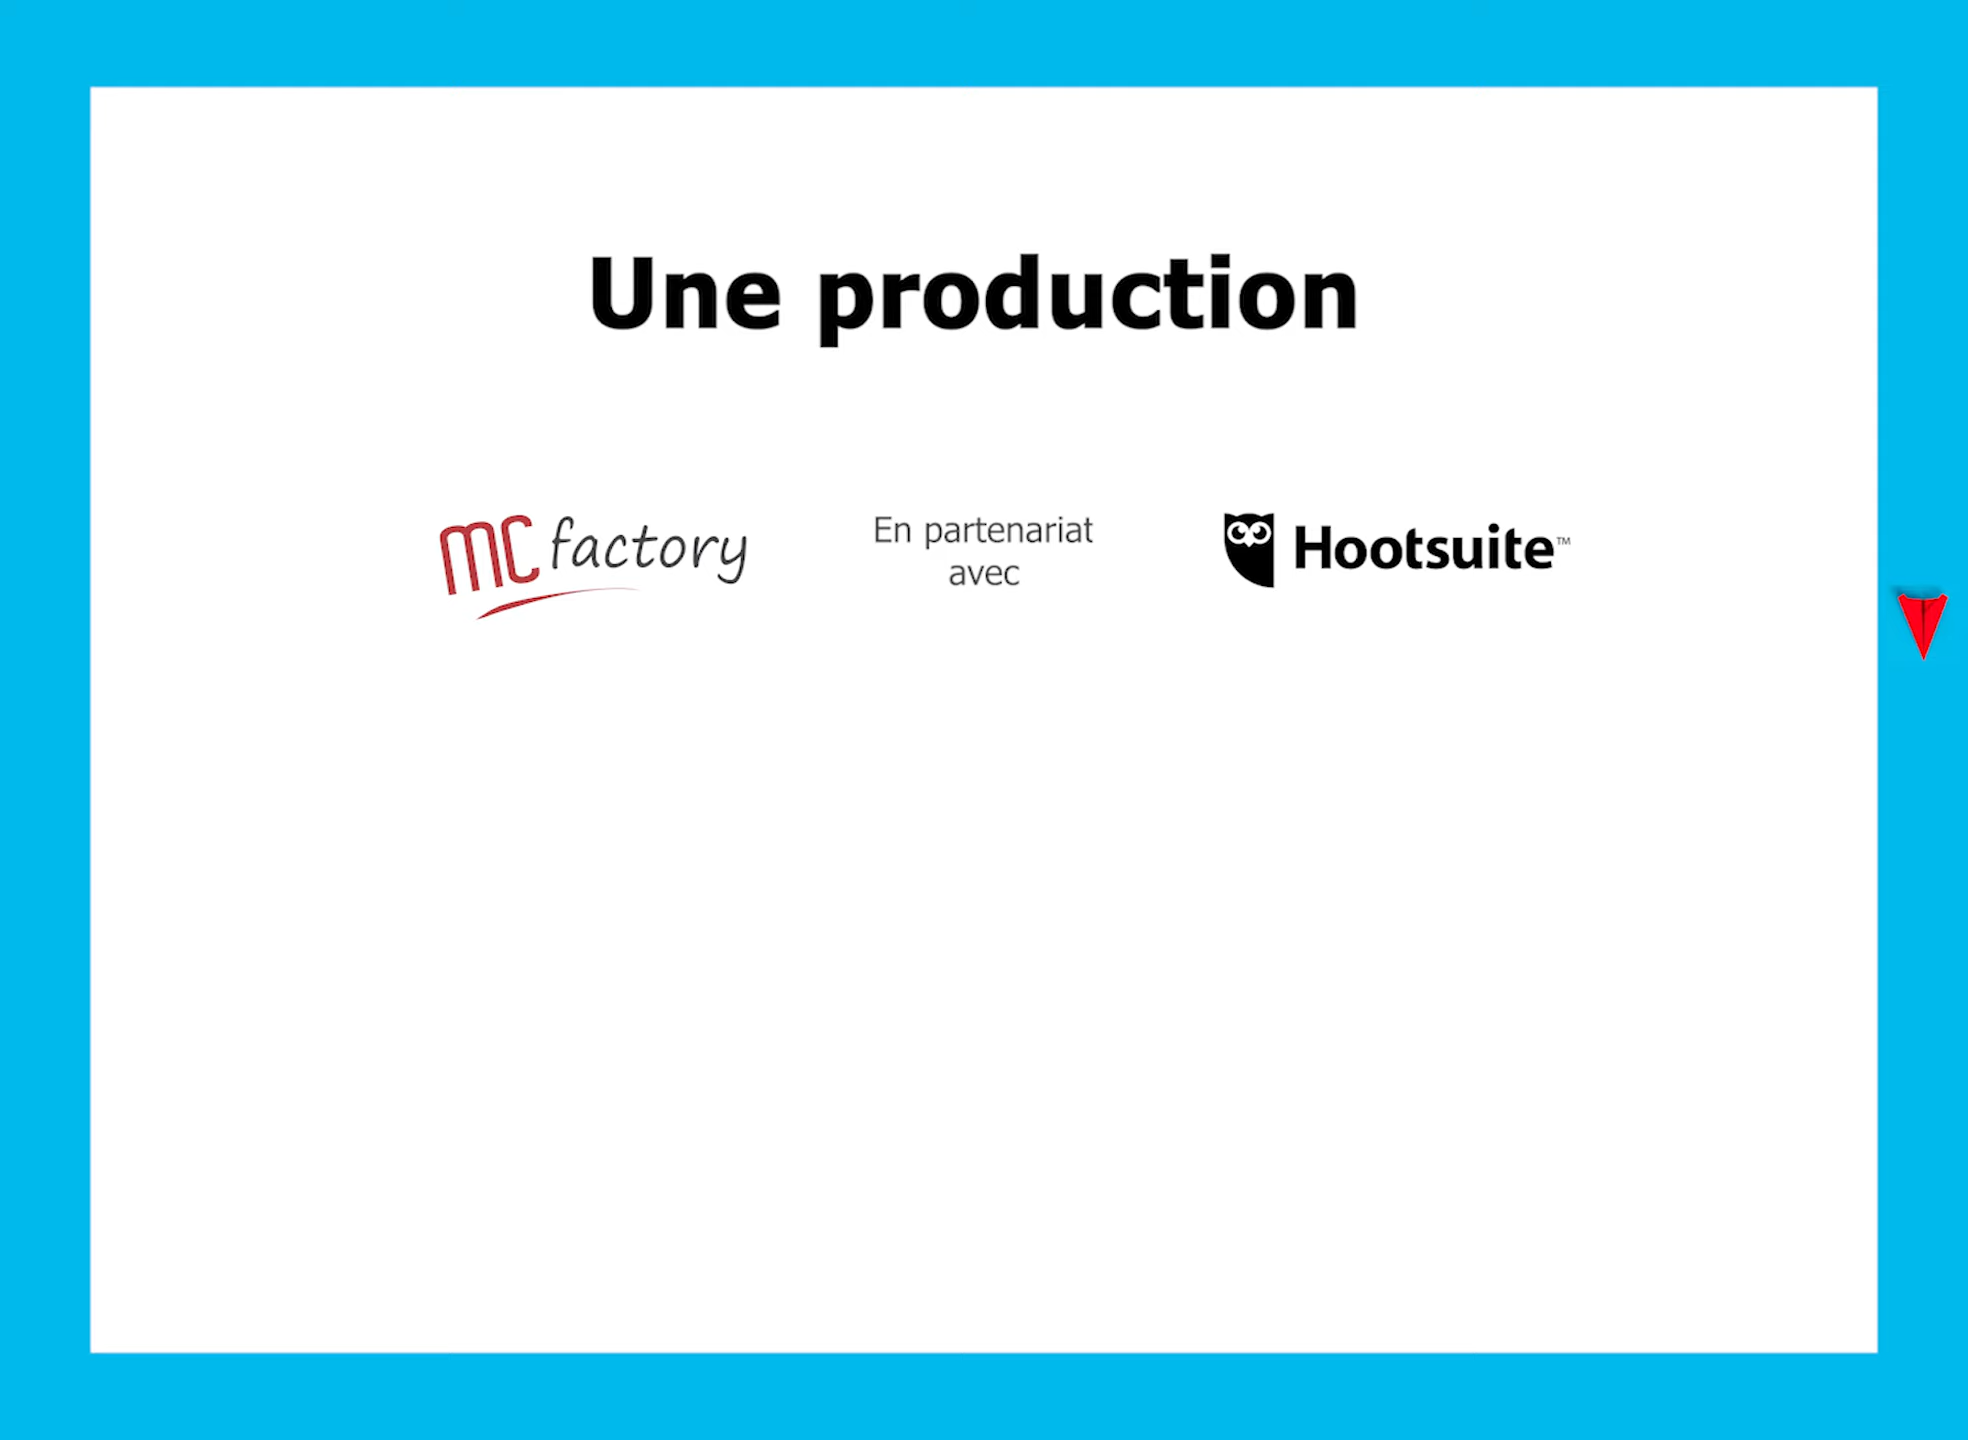 Une production
mc factory
En partenariat
avec
Hootsuite™